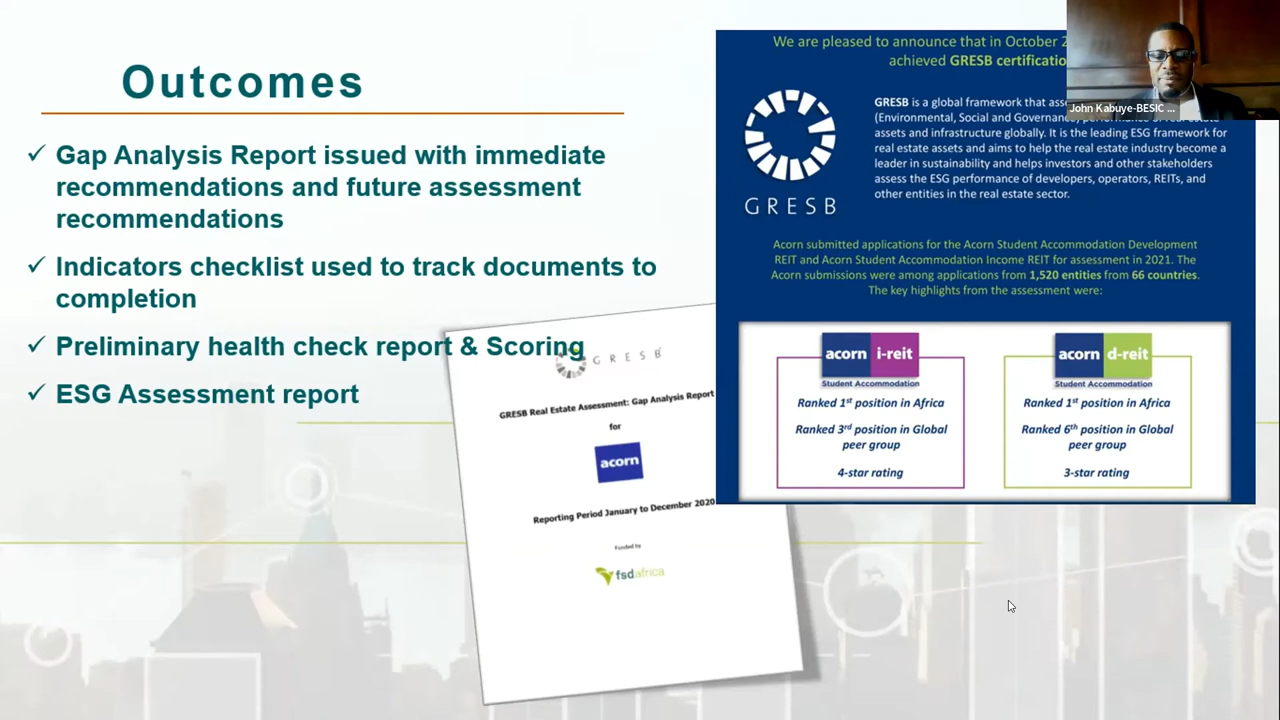 Outcomes
✓ Gap Analysis Report issued with immediate
recommendations and future assessment
recommendations
✓ Indicators checklist used to track documents to
completion
✓ Preliminary health check report & Scoring
✓ ESG Assessment report
GRESB
GRESB Real Estate Assessment: Gap Analysis Report
for
acorn
Reporting Period January to December 2020
Funded by
fsdafrica
We are pleased to announce that in October
achieved GRESB
GRESB
GRESB is a global framework that
(Environmental, Social and
assets and infrastructure globally. It is the leading ESG framework for
real estate assets and aims to help the real estate industry become a
leader in sustainability and helps investors and other stakeholders
assess the ESG performance of developers, operators, REITs, and
other entities in the real estate sector.
Acorn submitted applications for the Acorn Student Accommodation Development
REIT and Acorn Student Accommodation Income REIT for assessment in 2021. The
Acorn submissions were among applications from 1,520 entities from 66 countries.
The key highlights from the assessment were:
acorn i-reit
Student Accommodation
Ranked 1st position in Africa
Ranked 3rd position in Global
peer group
4-star rating
acorn d-reit
Student Accommodation
Ranked 1st position in Africa
Ranked 6th position in Global
peer group
3-star rating
John Kabuye-BESIC ...